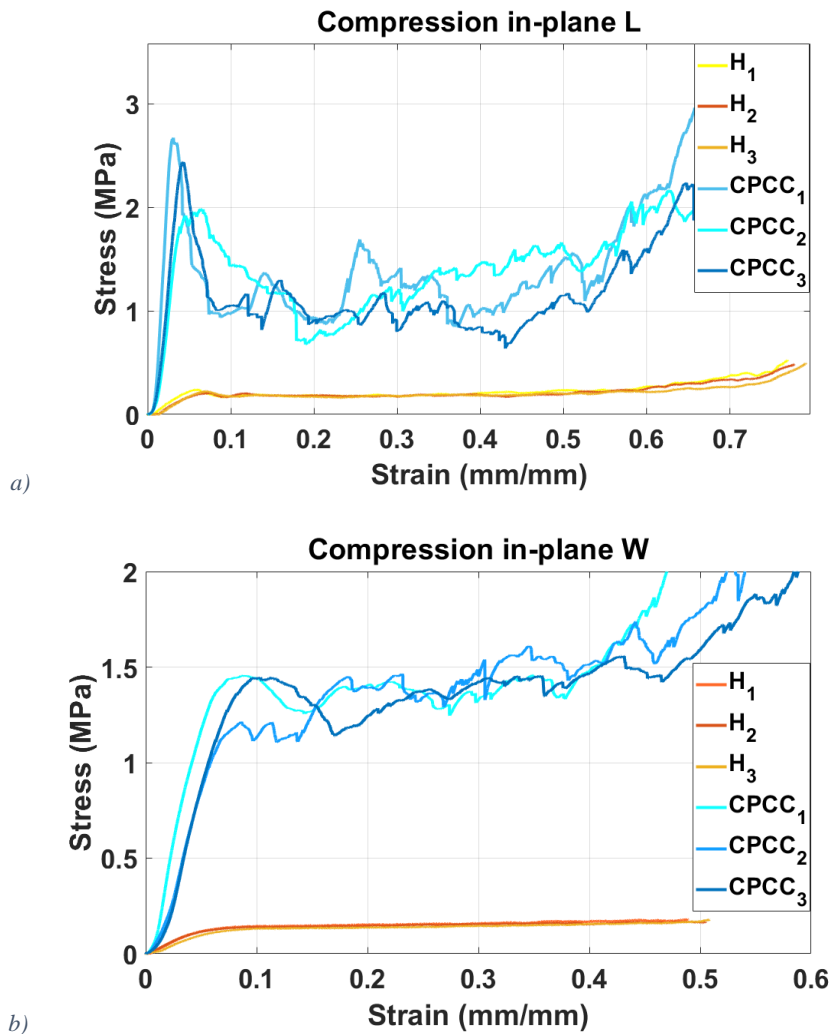 Compression in-plane L
Stress (MPa)
3
2
1
0
0 0.1 0.2 0.3 0.4 0.5 0.6 0.7
Strain (mm/mm)
H₁
H₂
H₃
CPCC₁
CPCC₂
CPCC₃
a)
Compression in-plane W
Stress (MPa)
2
1.5
1
0.5
0
0 0.1 0.2 0.3 0.4 0.5 0.6
Strain (mm/mm)
H₁
H₂
H₃
CPCC₁
CPCC₂
CPCC₃
b)